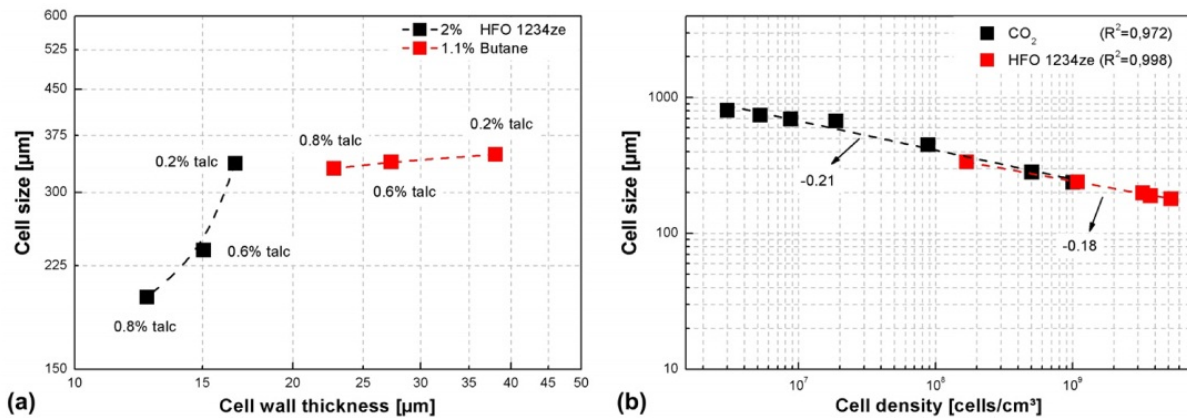 600
525
450
375
300
225
150
Cell size [µm]
2% HFO 1234ze
1.1% Butane
0.2% talc
0.6% talc
0.8% talc
0.8% talc
0.6% talc
0.2% talc
10 15 20 25 30 35 40 45 50
Cell wall thickness [µm]
(a)
1000
100
10
Cell size [µm]
CO2 (R²=0,972)
HFO 1234ze (R²=0,998)
-0.21
-0.18
10⁷ 10⁸ 10⁹
Cell density [cells/cm³]
(b)